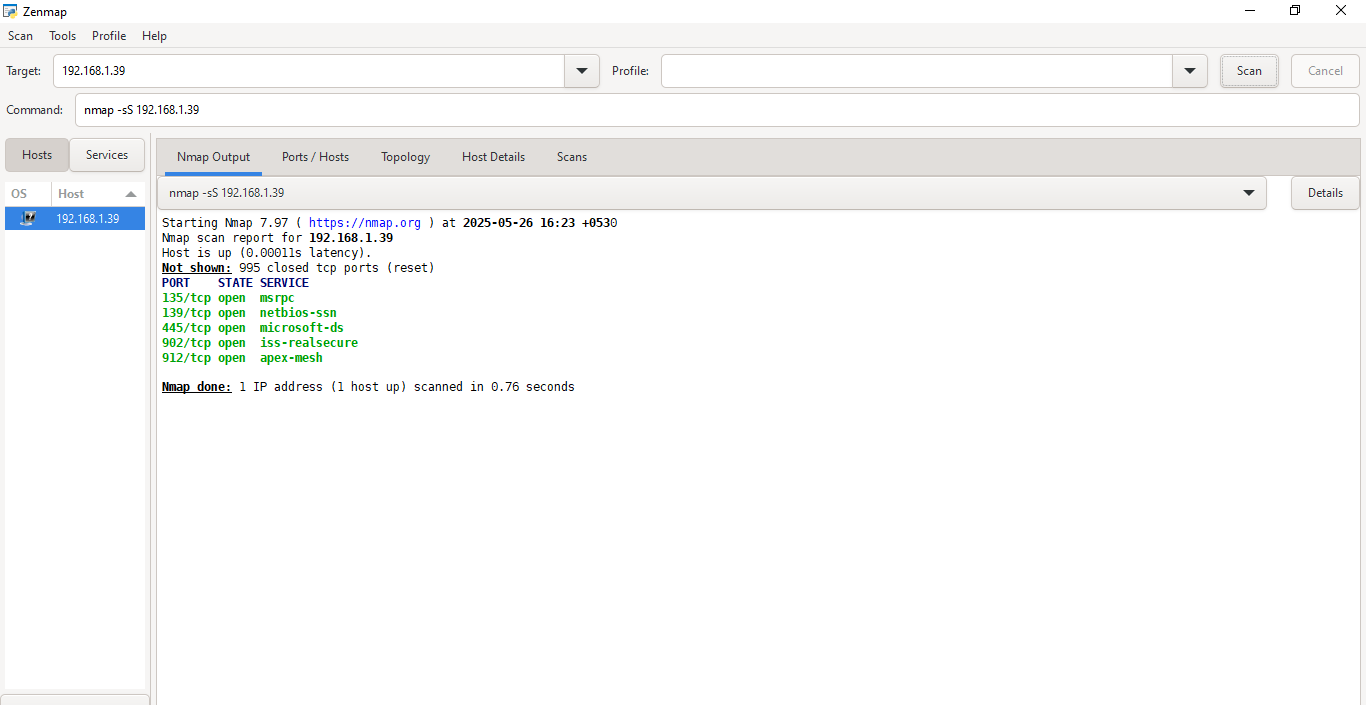 Zenmap
Scan Tools Profile Help
Target: 192.168.1.39 Profile: Scan Cancel
Command: nmap -sS 192.168.1.39
Hosts Services
OS Host
192.168.1.39
Nmap Output Ports / Hosts Topology Host Details Scans
nmap -sS 192.168.1.39 Details
Starting Nmap 7.97 ( https://nmap.org ) at 2025-05-26 16:23 +0530
Nmap scan report for 192.168.1.39
Host is up (0.00011s latency).
Not shown: 995 closed tcp ports (reset)
PORT STATE SERVICE
135/tcp open msrpc
139/tcp open netbios-ssn
445/tcp open microsoft-ds
902/tcp open iss-realsecure
912/tcp open apex-mesh
Nmap done: 1 IP address (1 host up) scanned in 0.76 seconds